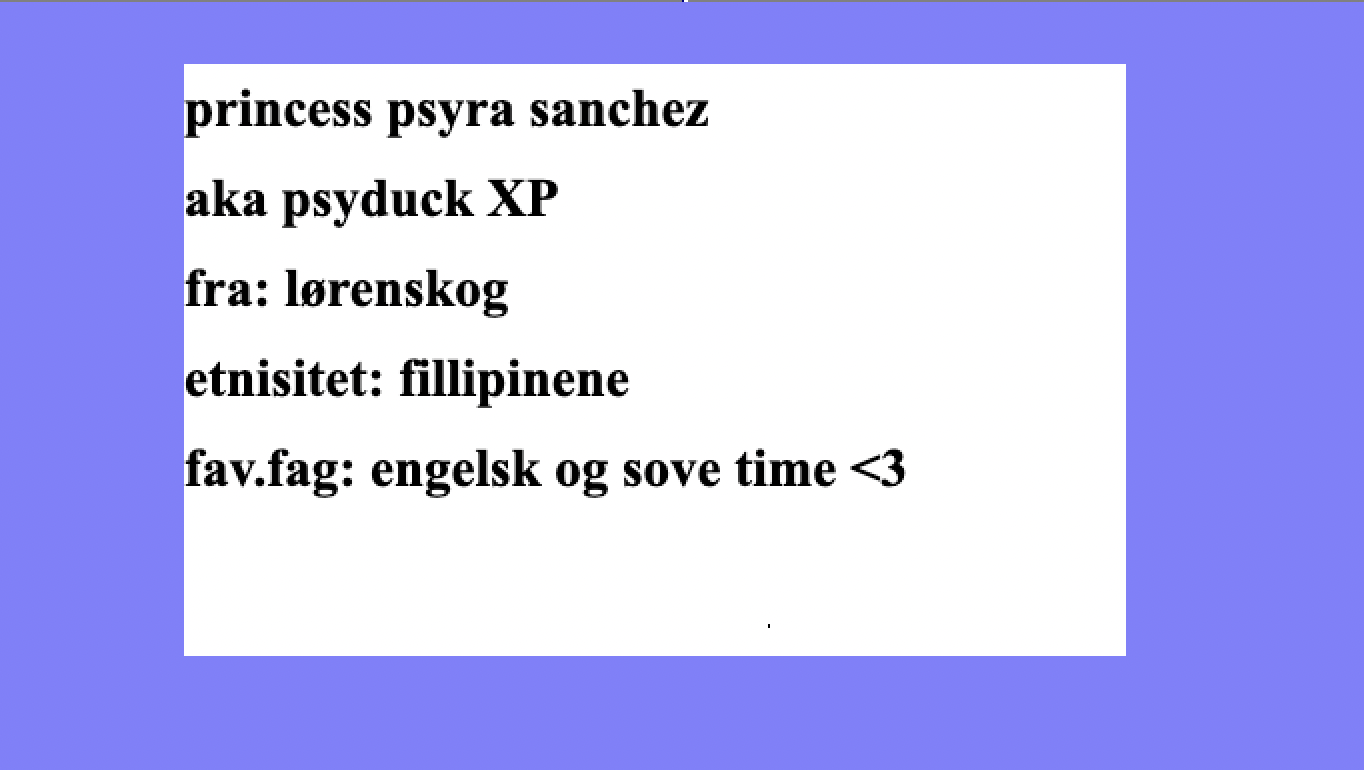 princess psyra sanchez
aka psyduck XP
fra: lørenskog
etnisitet: fillipinene
fav.fag: engelsk og sove time <3